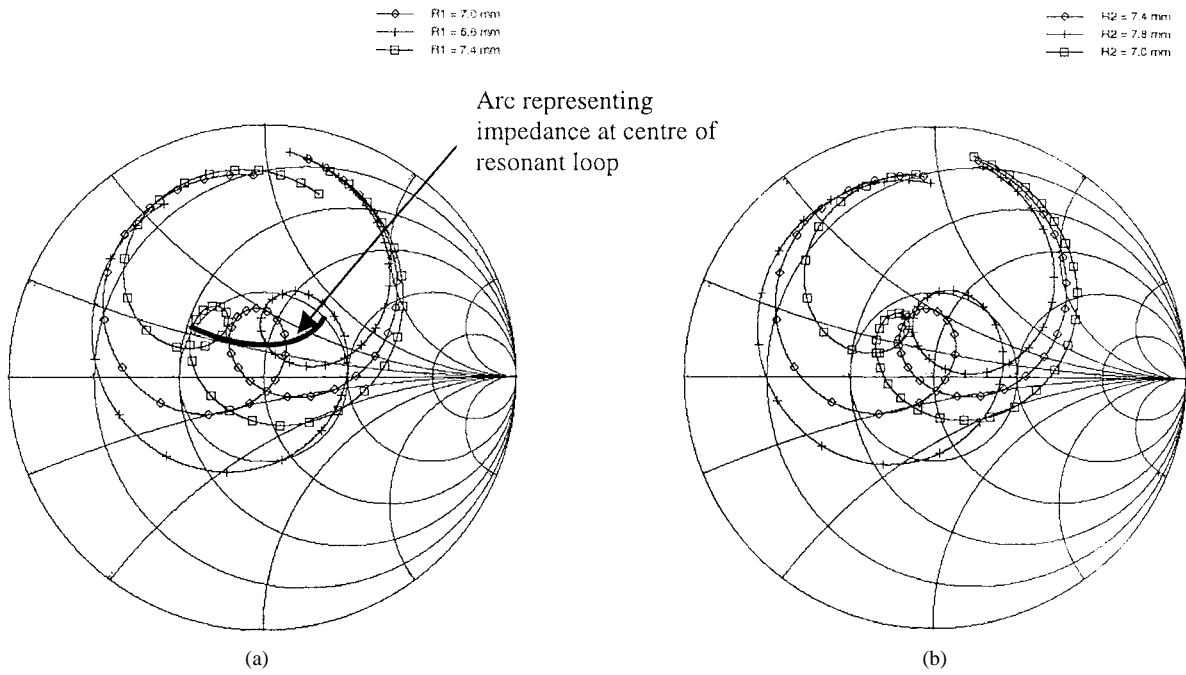 R1 = 7.0 mm
R1 = 6.6 mm
R1 = 7.4 mm
R2 = 7.4 mm
R2 = 7.8 mm
R2 = 7.0 mm
Arc representing
impedance at centre of
resonant loop
(a)
(b)